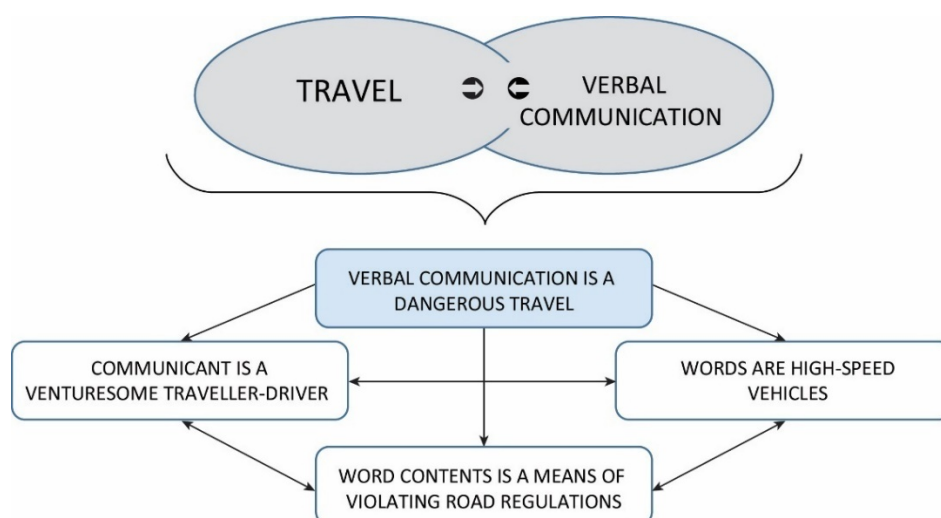 TRAVEL
VERBAL
COMMUNICATION
VERBAL COMMUNICATION IS A
DANGEROUS TRAVEL
COMMUNICANT IS A
VENTURESOME TRAVELLER-DRIVER
WORDS ARE HIGH-SPEED
VEHICLES
WORD CONTENTS IS A MEANS OF
VIOLATING ROAD REGULATIONS